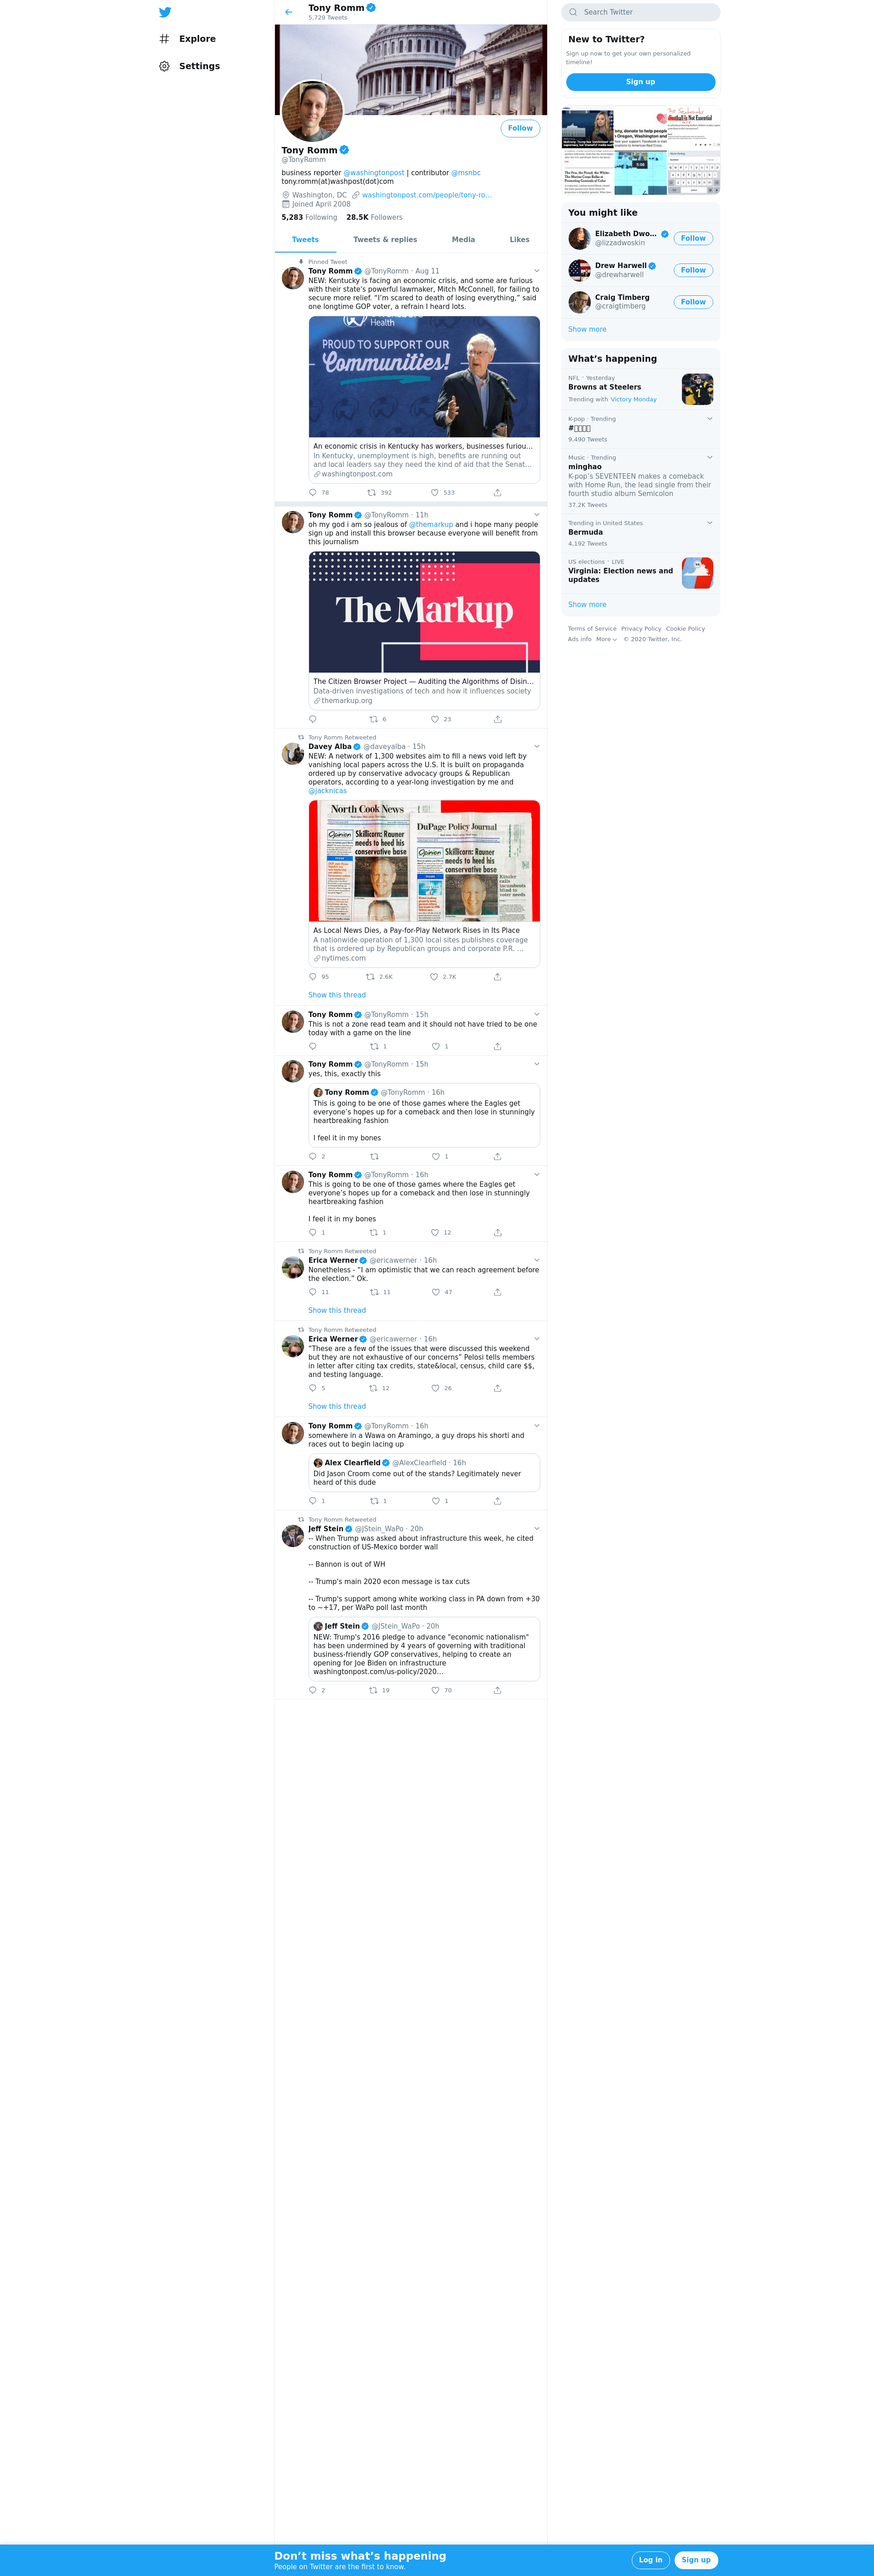 Explore
Settings
Tony Romm
5,729 Tweets
Follow
Tony Romm
@TonyRomm
business reporter @washingtonpost | contributor @msnbc
tony.romm(at)washpost(dot)com
Washington, DC washingtonpost.com/people/tony-ro…
Joined April 2008
5,283 Following 28.5K Followers
Tweets Tweets & replies Media Likes
Pinned Tweet
Tony Romm @TonyRomm · Aug 11
NEW: Kentucky is facing an economic crisis, and some are furious
with their state's powerful lawmaker, Mitch McConnell, for failing to
secure more relief. "I'm scared to death of losing everything," said
one longtime GOP voter, a refrain I heard lots.
Health
PROUD TO SUPPORT OUR
Communities!
An economic crisis in Kentucky has workers, businesses furiou…
In Kentucky, unemployment is high, benefits are running out
and local leaders say they need the kind of aid that the Senat…
washingtonpost.com
78 392 533
Tony Romm @TonyRomm · 11h
oh my god i am so jealous of @themarkup and i hope many people
sign up and install this browser because everyone will benefit from
this journalism
The Markup
The Citizen Browser Project — Auditing the Algorithms of Disin…
Data-driven investigations of tech and how it influences society
themarkup.org
6 23
Tony Romm Retweeted
Davey Alba @daveyalba · 15h
NEW: A network of 1,300 websites aim to fill a news void left by
vanishing local papers across the U.S. It is built on propaganda
ordered up by conservative advocacy groups & Republican
operators, according to a year-long investigation by me and
@jacknicas
North Cook News
Opinion
Skillicorn: Rauner
needs to heed his
conservative base
DuPage Policy Journal
Opinion
Skillicorn: Rauner
needs to heed his
conservative base
As Local News Dies, a Pay-for-Play Network Rises in Its Place
A nationwide operation of 1,300 local sites publishes coverage
that is ordered up by Republican groups and corporate P.R. …
nytimes.com
95 2.6K 2.7K
Show this thread
Tony Romm @TonyRomm · 15h
This is not a zone read team and it should not have tried to be one
today with a game on the line
1 1
Tony Romm @TonyRomm · 15h
yes, this, exactly this
Tony Romm @TonyRomm · 16h
This is going to be one of those games where the Eagles get
everyone's hopes up for a comeback and then lose in stunningly
heartbreaking fashion
I feel it in my bones
2 1
Tony Romm @TonyRomm · 16h
This is going to be one of those games where the Eagles get
everyone's hopes up for a comeback and then lose in stunningly
heartbreaking fashion
I feel it in my bones
1 1 12
Tony Romm Retweeted
Erica Werner @ericawerner · 16h
Nonetheless - "I am optimistic that we can reach agreement before
the election." Ok.
11 11 47
Show this thread
Tony Romm Retweeted
Erica Werner @ericawerner · 16h
"These are a few of the issues that were discussed this weekend
but they are not exhaustive of our concerns" Pelosi tells members
in letter after citing tax credits, state&local, census, child care $$,
and testing language.
5 12 26
Show this thread
Tony Romm @TonyRomm · 16h
somewhere in a Wawa on Aramingo, a guy drops his shorti and
races out to begin lacing up
Alex Clearfield @AlexClearfield · 16h
Did Jason Croom come out of the stands? Legitimately never
heard of this dude
1 1 1
Tony Romm Retweeted
Jeff Stein @JStein_WaPo · 20h
-- When Trump was asked about infrastructure this week, he cited
construction of US-Mexico border wall
-- Bannon is out of WH
-- Trump's main 2020 econ message is tax cuts
-- Trump's support among white working class in PA down from +30
to ~+17, per WaPo poll last month
Jeff Stein @JStein_WaPo · 20h
NEW: Trump's 2016 pledge to advance "economic nationalism"
has been undermined by 4 years of governing with traditional
business-friendly GOP conservatives, helping to create an
opening for Joe Biden on infrastructure
washingtonpost.com/us-policy/2020…
2 19 70
Search Twitter
New to Twitter?
Sign up now to get your own personalized
timeline!
Sign up
You might like
Elizabeth Dwo…
@lizzadwoskin
Follow
Drew Harwell
@drewharwell
Follow
Craig Timberg
@craigtimberg
Follow
Show more
What's happening
NFL · Yesterday
Browns at Steelers
Trending with Victory Monday
K-pop · Trending
9,490 Tweets
Music · Trending
minghao
K-pop's SEVENTEEN makes a comeback
with Home Run, the lead single from their
fourth studio album Semicolon
37.2K Tweets
Trending in United States
Bermuda
4,192 Tweets
US elections · LIVE
Virginia: Election news and
updates
Show more
Terms of Service Privacy Policy Cookie Policy
Ads info More © 2020 Twitter, Inc.
Don't miss what's happening
People on Twitter are the first to know.
Log in
Sign up